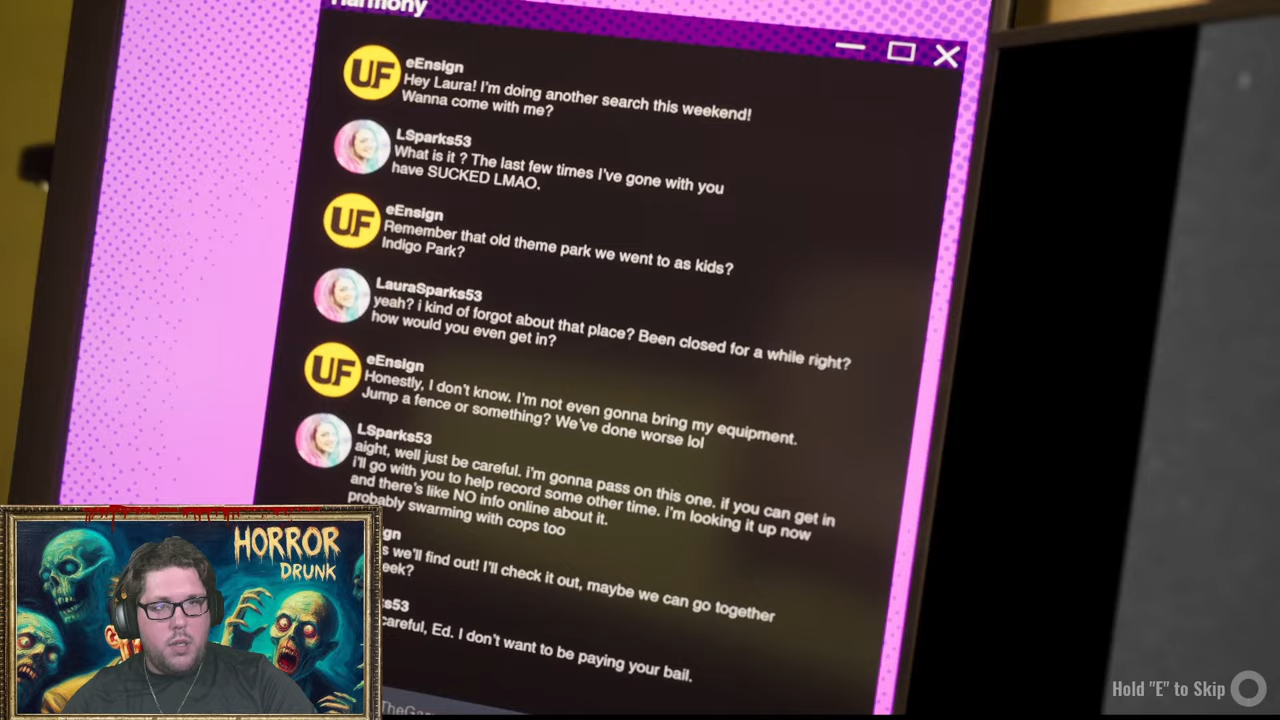 Harmony
UF
eEnsign
Hey Laura! I'm doing another search this weekend!
Wanna come with me?
LSparks53
What is it ? The last few times I've gone with you
have SUCKED LMAO.
UF
eEnsign
Remember that old theme park we went to as kids?
Indigo Park?
LauraSparks53
yeah? i kind of forgot about that place? Been closed for a while right?
how would you even get in?
UF
eEnsign
Honestly, I don't know. I'm not even gonna bring my equipment.
Jump a fence or something? We've done worse lol
LSparks53
aight, well just be careful. i'm gonna pass on this one. if you can get in
i'll go with you to help record some other time. i'm looking it up now
and there's like NO info online about it.
probably swarming with cops too
we'll find out! I'll check it out, maybe we can go together
careful, Ed. I don't want to be paying your bail.
HORROR
DRUNK
Hold "E" to Skip